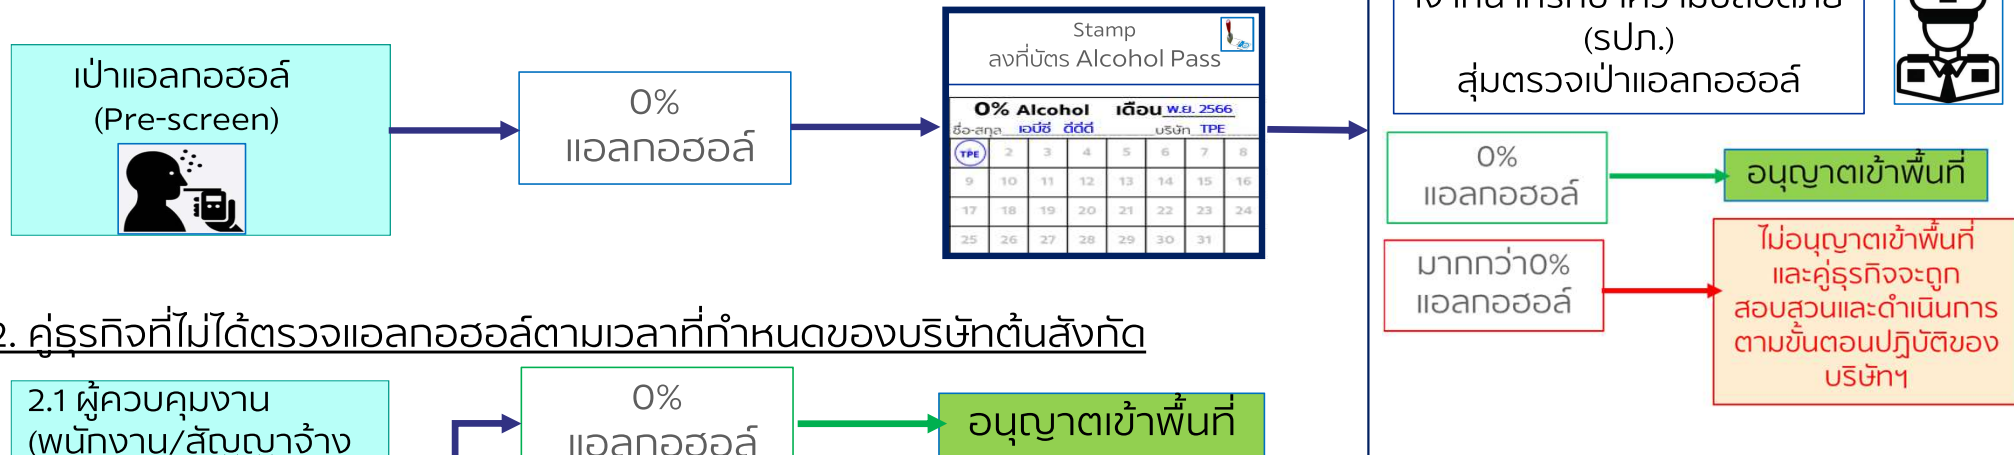 เป่าแอลกอฮอล์
(Pre-screen)
0%
แอลกอฮอล์
Stamp
ลงที่บัตร Alcohol Pass
0% Alcohol เดือน พ.ย. 2566
ชื่อ-สกุล เอบีซี ดีดีดี บริษัท TPE
TPE 2 3 4 5 6 7 8
9 10 11 12 13 14 15 16
17 18 19 20 21 22 23 24
25 26 27 28 29 30 31
(รปภ.)
สุ่มตรวจเป่าแอลกอฮอล์
0%
แอลกอฮอล์
อนุญาตเข้าพื้นที่
มากกว่า0%
แอลกอฮอล์
ไม่อนุญาตเข้าพื้นที่
และคู่ธุรกิจจะถูก
สอบสวนและดำเนินการ
ตามขั้นตอนปฏิบัติของ
บริษัทฯ
2. คู่ธุรกิจที่ไม่ได้ตรวจแอลกอฮอล์ตามเวลาที่กำหนดของบริษัทต้นสังกัด
2.1 ผู้ควบคุมงาน
(พนักงาน/สัญญาจ้าง
0%
แอลกอฮอล์
อนุญาตเข้าพื้นที่